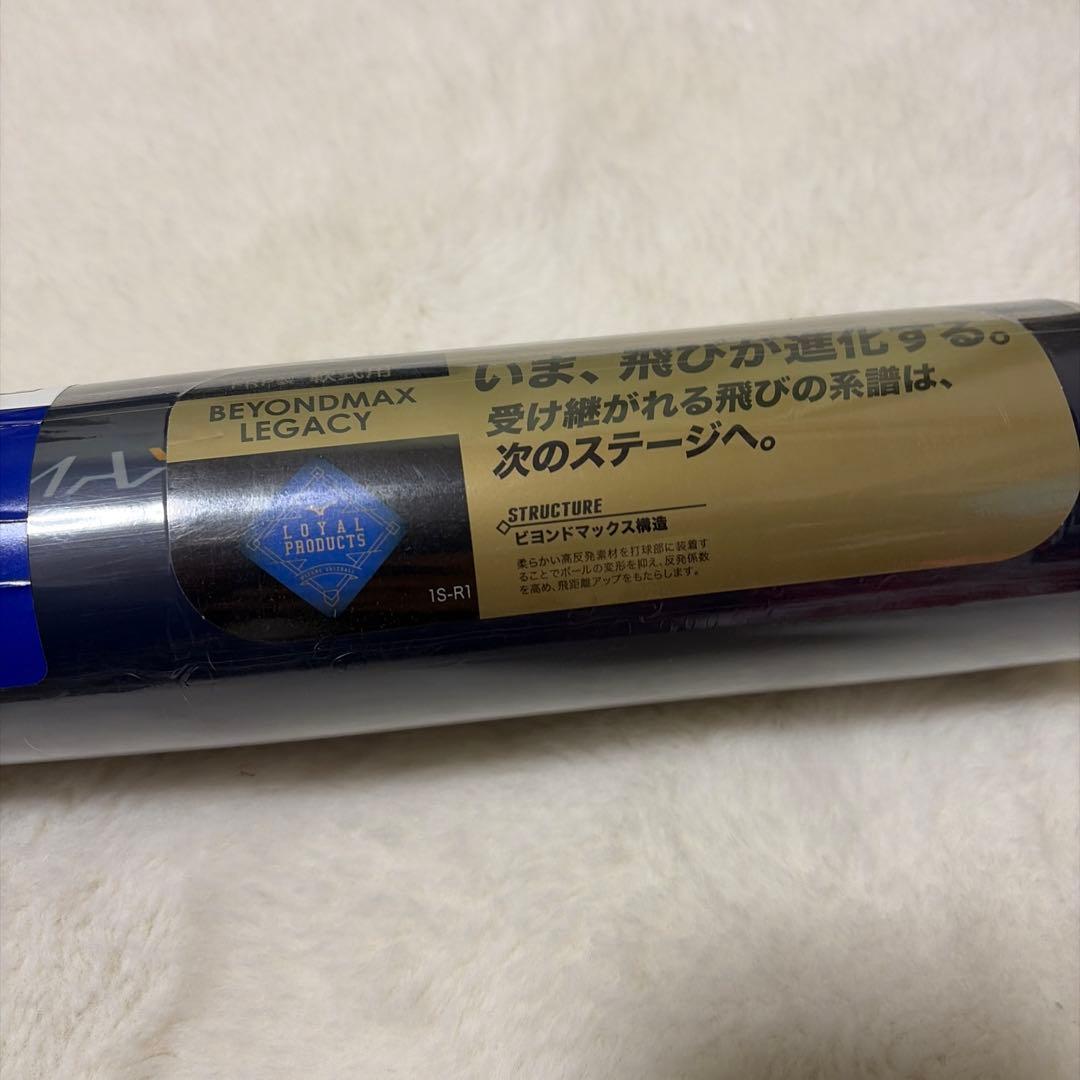 軟式用
BEYONDMAX
LEGACY
LOYAL
PRODUCTS
1S-R1
いま、飛びが進化する。
受け継がれる飛びの系譜は、
次のステージへ。
STRUCTURE
ビヨンドマックス構造
柔らかい高反発素材を打球部に装着す
ることでボールの変形を抑え、反発係数
を高め、飛距離アップをもたらします。